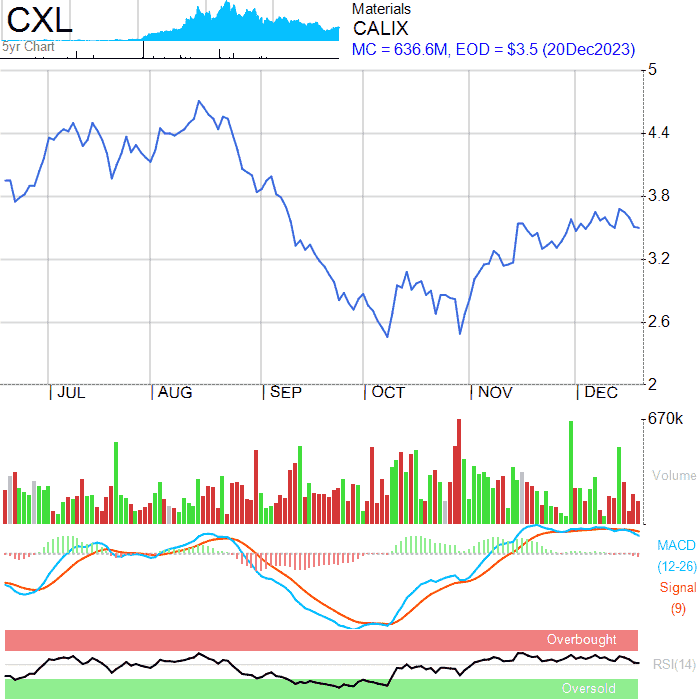 CXL
5yr Chart
Materials
CALIX
MC = 636.6M, EOD = $3.5 (20Dec2023)
5
4.4
3.8
3.2
2.6
2
JUL AUG SEP OCT NOV DEC
670k
Volume
MACD
(12-26)
Signal
(9)
Overbought
RSI(14)
Oversold